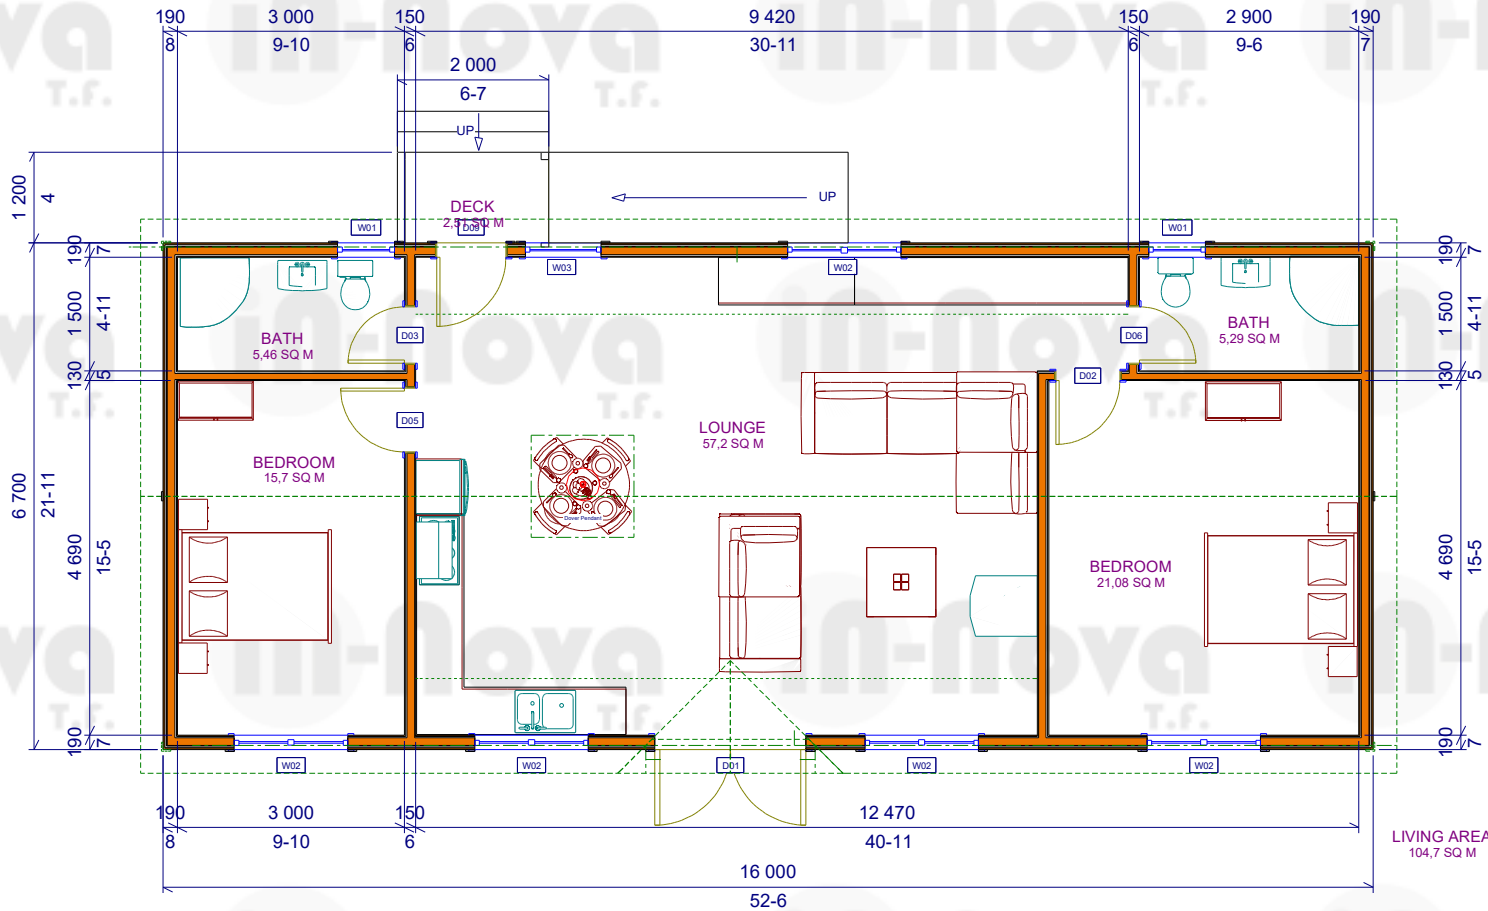 190 3 000 150 9 420 150 2 900 190
8 9-10 6 30-11 6 9-6 7
2 000
6-7
UP
UP
1 200
4
DECK
W01
D09
W01
W03
W02
190
7
1 500
4-11
130
5
4 690
15-5
190
7
6 700
21-11
BATH
5,46 SQ M
D03
D06
BATH
5,29 SQ M
D02
D05
LOUNGE
57,2 SQ M
BEDROOM
15,7 SQ M
Dover Pendant
BEDROOM
21,08 SQ M
190
7
1 500
4-11
130
5
4 690
15-5
190
7
W02 W02 D01 W02 W02
190 3 000 150 12 470
8 9-10 6 40-11
LIVING AREA
104,7 SQ M
16 000
52-6
iN-Nova
T.F.